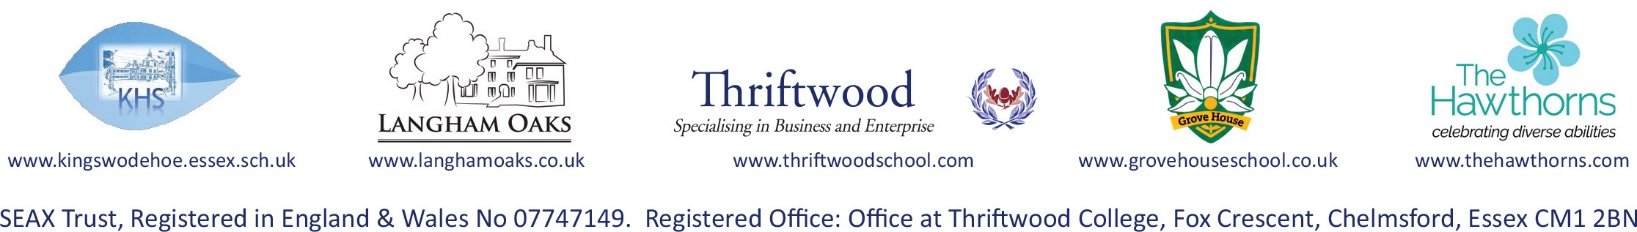 KHS
www.kingswodehoe.essex.sch.uk
LANGHAM OAKS
www.langhamoaks.co.uk
Thriftwood
Specialising in Business and Enterprise
www.thriftwoodschool.com
Grove House
www.grovehouseschool.co.uk
The
Hawthorns
celebrating diverse abilities
www.thehawthorns.com
SEAX Trust, Registered in England & Wales No 07747149.  Registered Office: Office at Thriftwood College, Fox Crescent, Chelmsford, Essex CM1 2BN